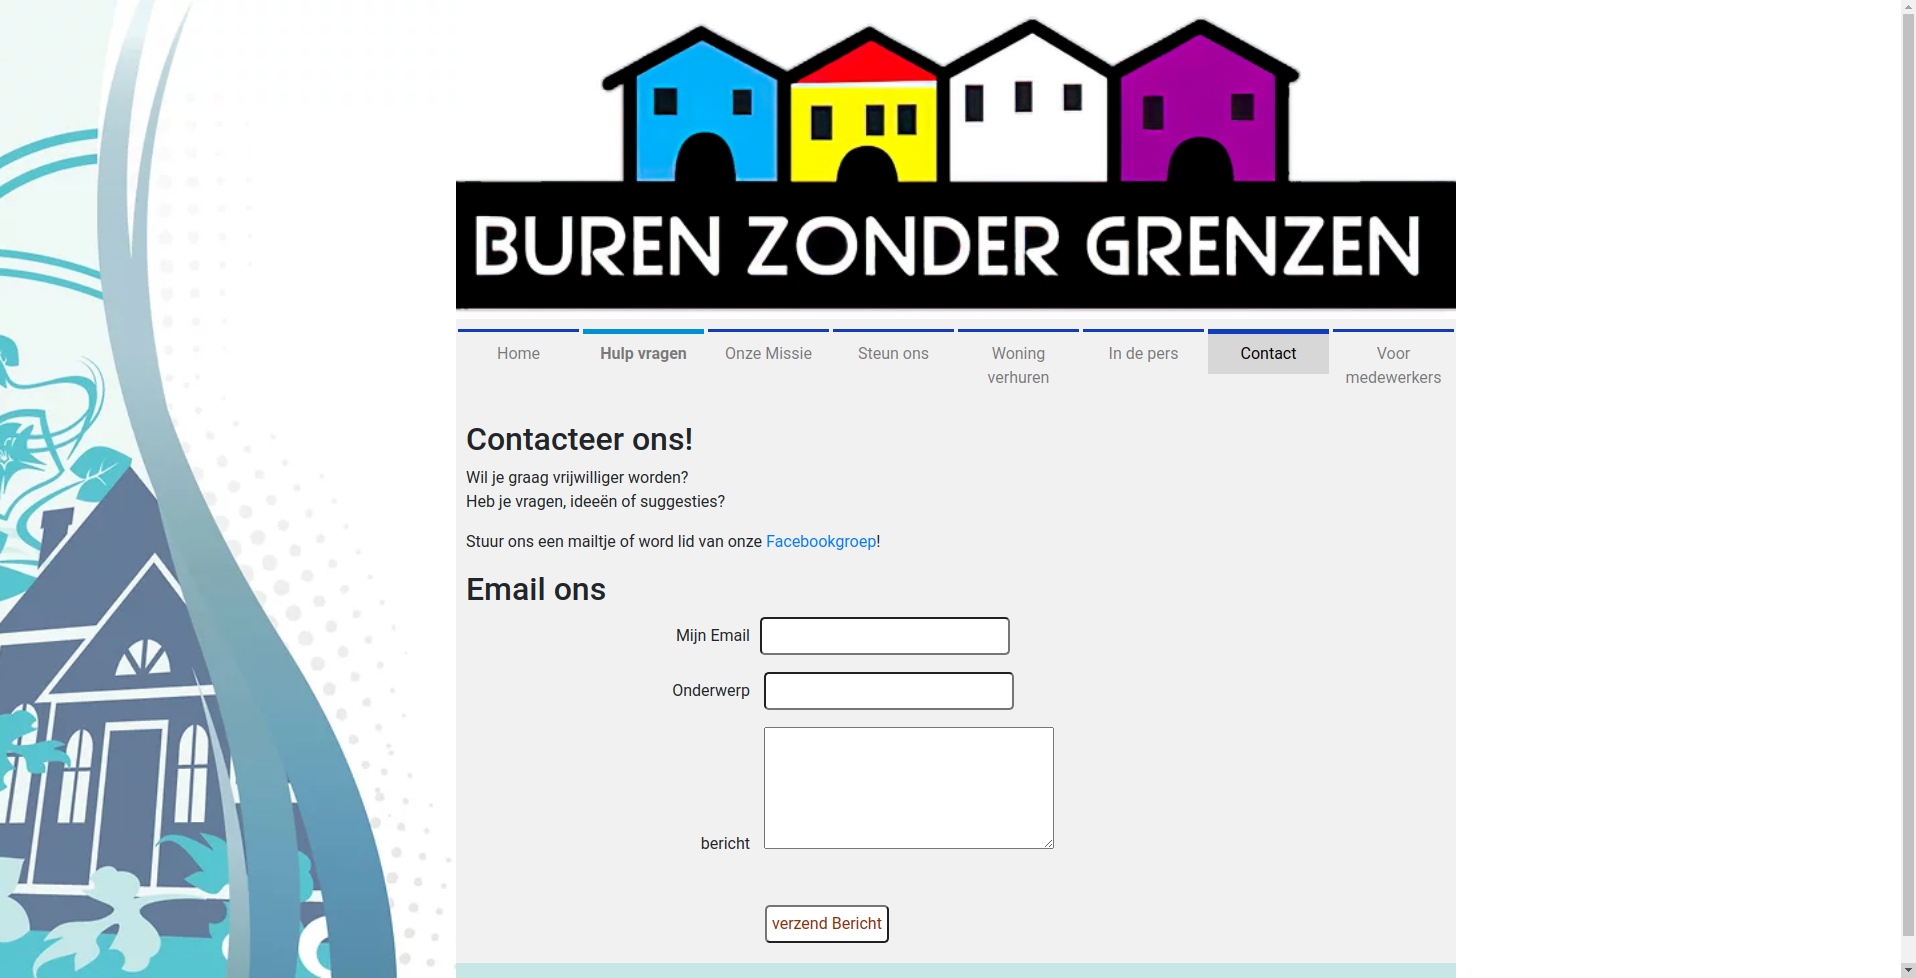 BUREN ZONDER GRENZEN
Home
Hulp vragen
Onze Missie
Steun ons
Woning
verhuren
In de pers
Contact
Voor
medewerkers
Contacteer ons!
Wil je graag vrijwilliger worden?
Heb je vragen, ideeën of suggesties?
Stuur ons een mailtje of word lid van onze Facebookgroep!
Email ons
Mijn Email
Onderwerp
bericht
verzend Bericht